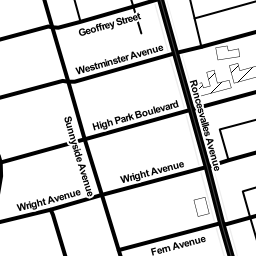 Geoffrey Street
Westminster Avenue
Roncesvalles Avenue
High Park Boulevard
Sunnyside Avenue
Wright Avenue
Wright Avenue
Fern Avenue